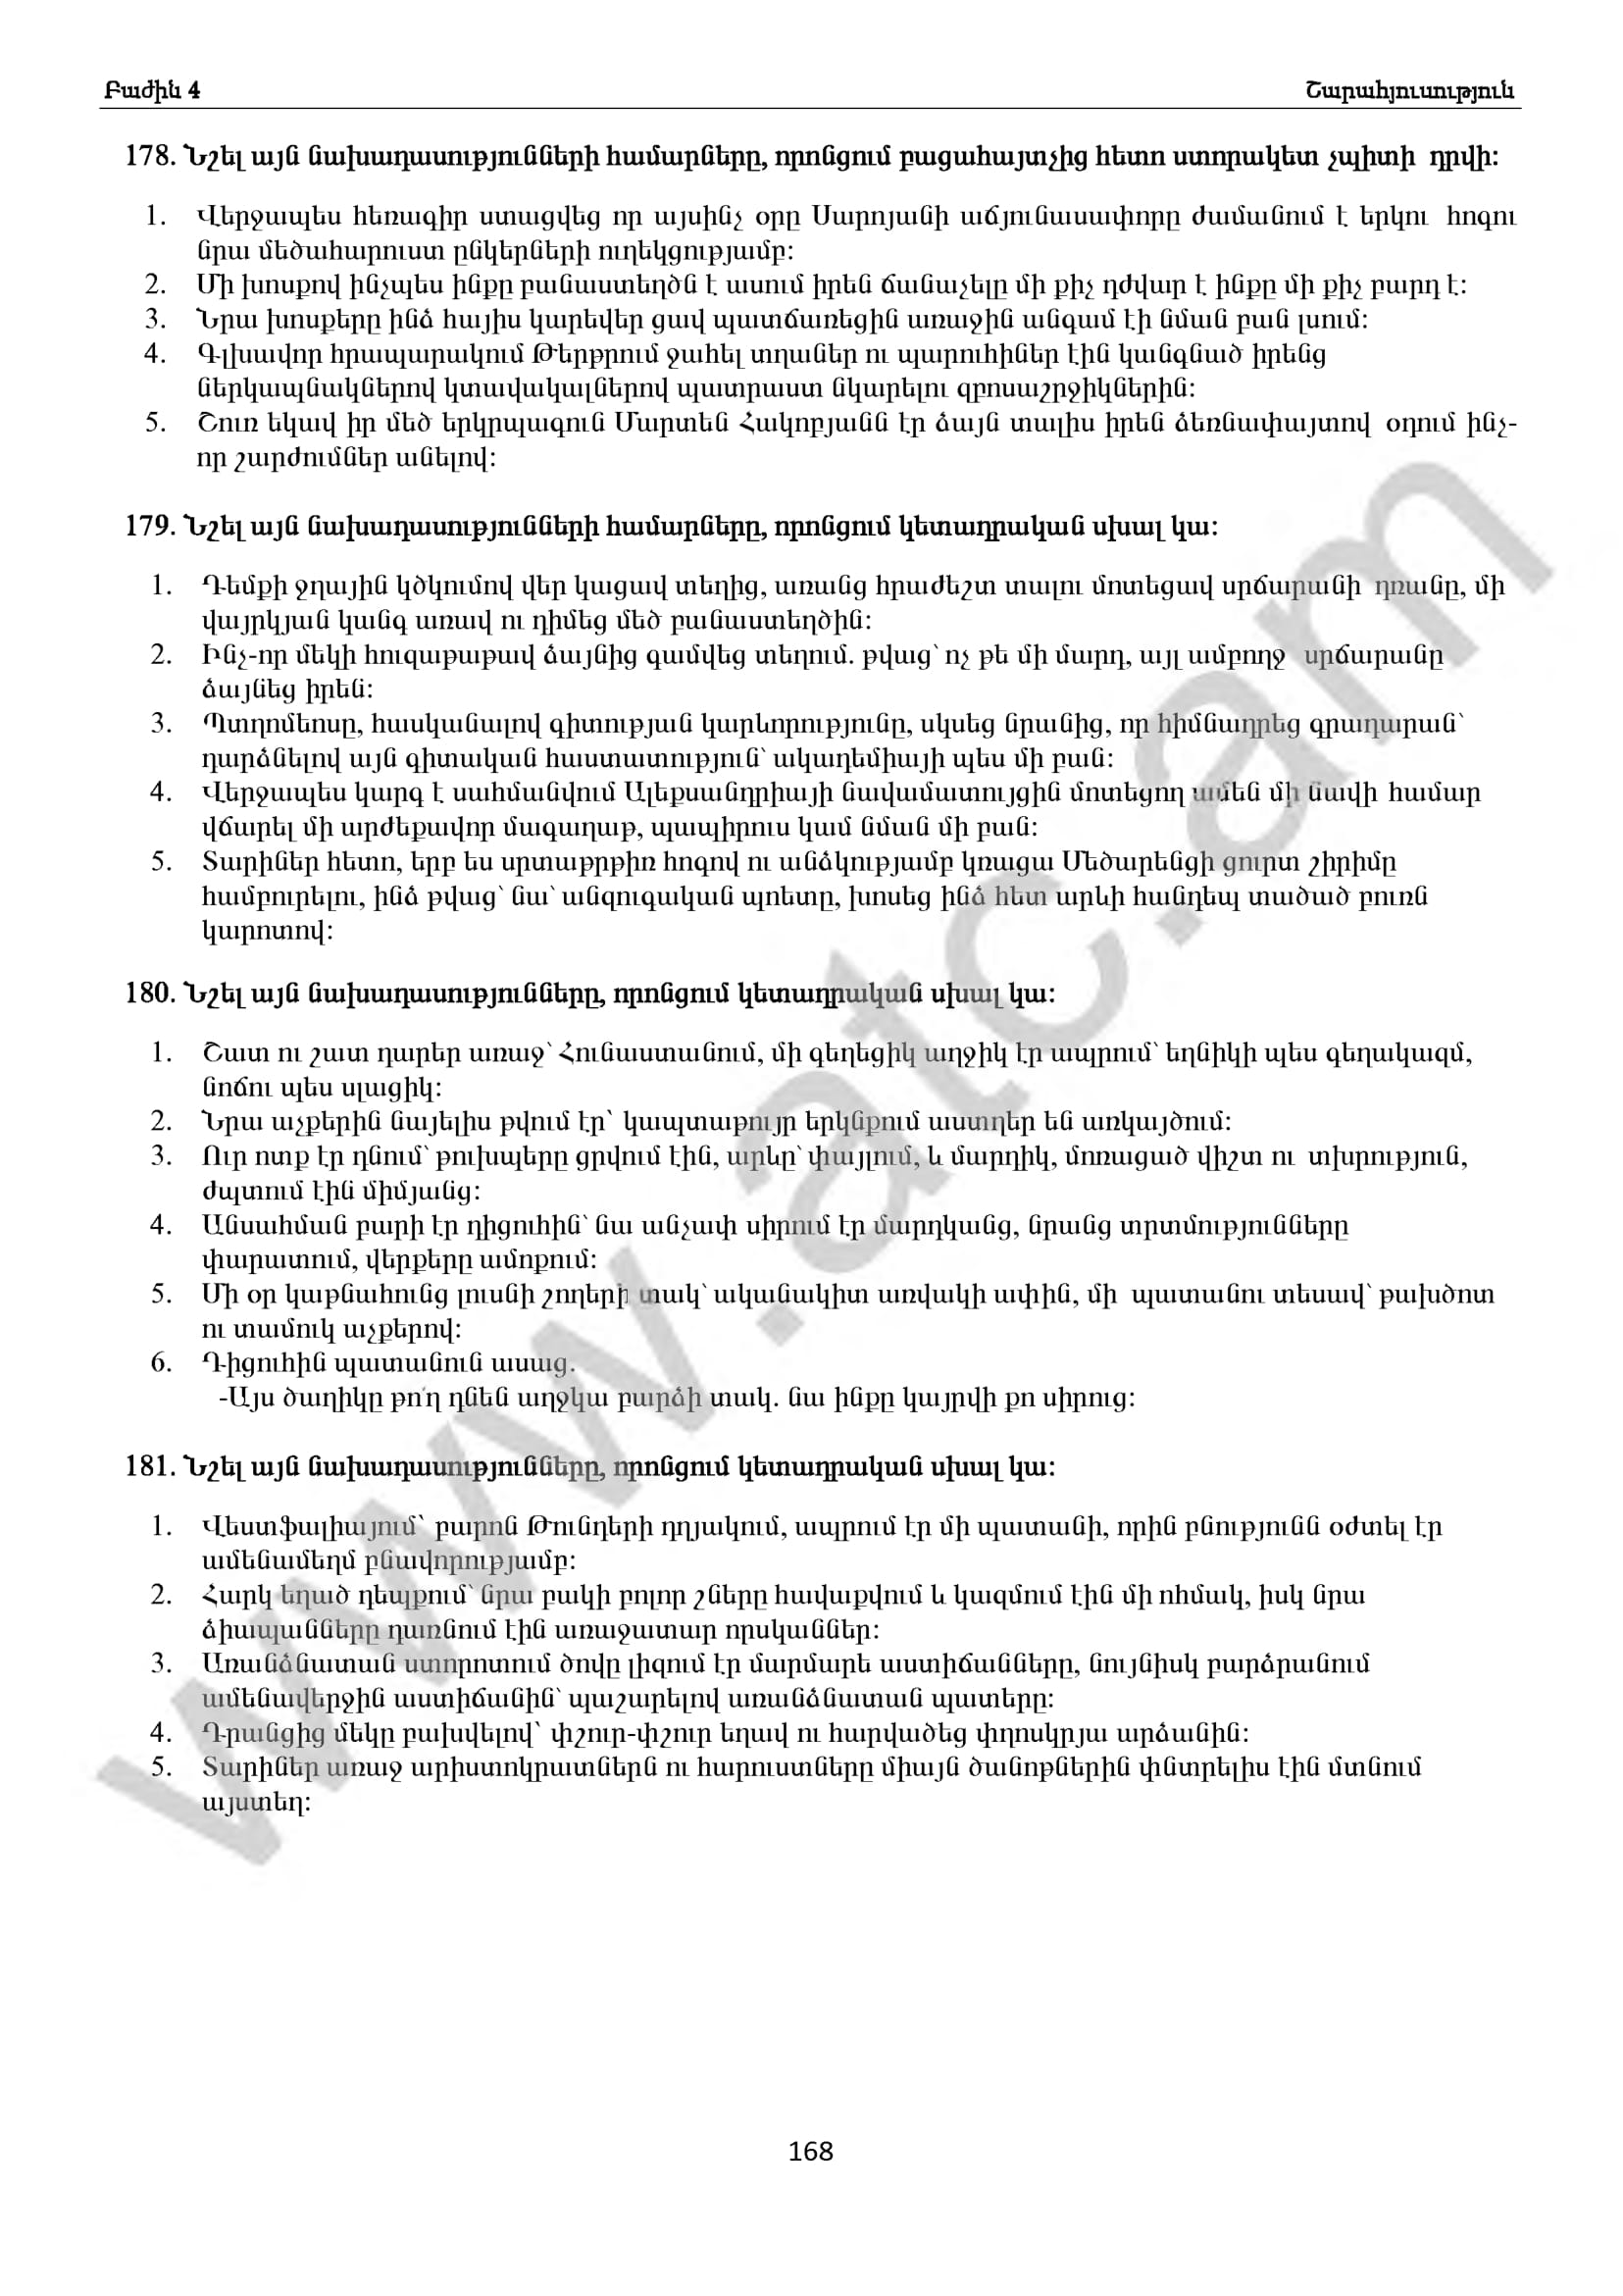 Բաժին 4 Շարահյուսություն
178. Նշել այն նախադասությունների համարները, որոնցում բացահայտչից հետո ստորակետ չպիտի դրվի:
1. Վերջապես հեռագիր ստացվեց որ այսինչ օրը Սարոյանի աճյունասափորը ժամանում է երկու հոգու
նրա մեծահարուստ ընկերների ուղեկցությամբ:
2. Մի խոսքով ինչպես ինքը բանաստեղծն է ասում իրեն ճանաչելը մի քիչ դժվար է ինքը մի քիչ բարդ է:
3. Նրա խոսքերը ինձ հայիս կարեվեր ցավ պատճառեցին առաջին անգամ էի նման բան լսում:
4. Գլխավոր հրապարակում Թերթրում ջահել տղաներ ու պարուհիներ էին կանգնած իրենց
ներկապնակներով կտավակալներով պատրաստ նկարելու զբոսաշրջիկներին:
5. Շուռ եկավ իր մեծ երկրպագուն Մարտեն Հակոբյանն էր ձայն տալիս իրեն ձեռնափայտով օդում ինչ-
որ շարժումներ անելով:
179. Նշել այն նախադասությունների համարները, որոնցում կետադրական սխալ կա:
1. Դեմքի ջղային կծկումով վեր կացավ տեղից, առանց հրաժեշտ տալու մոտեցավ սրճարանի դռանը, մի
վայրկյան կանգ առավ ու դիմեց մեծ բանաստեղծին:
2. Ինչ-որ մեկի հուզաթաթավ ձայնից գամվեց տեղում. թվաց՝ ոչ թե մի մարդ, այլ ամբողջ սրճարանը
ձայնեց իրեն:
3. Պտղոմեոսը, հասկանալով գիտության կարևորությունը, սկսեց նրանից, որ հիմնադրեց գրադարան՝
դարձնելով այն գիտական հաստատություն՝ ակադեմիայի պես մի բան:
4. Վերջապես կարգ է սահմանվում Ալեքսանդրիայի նավամատույցին մոտեցող ամեն մի նավի համար
վճարել մի արժեքավոր մագաղաթ, պապիրուս կամ նման մի բան:
5. Տարիներ հետո, երբ ես սրտաթրթիռ հոգով ու անձկությամբ կռացա Մեծարենցի ցուրտ շիրիմը
համբուրելու, ինձ թվաց՝ նա՝ անզուգական պոետը, խոսեց ինձ հետ արևի հանդեպ տածած բուռն
կարոտով:
180. Նշել այն նախադասությունները, որոնցում կետադրական սխալ կա:
1. Շատ ու շատ դարեր առաջ՝ Հունաստանում, մի գեղեցիկ աղջիկ էր ապրում՝ եղնիկի պես գեղակազմ,
նոճու պես սլացիկ:
2. Նրա աչքերին նայելիս թվում էր՝ կապտաթույր երկնքում աստղեր են առկայծում:
3. Ուր ոտք էր դնում՝ թուխպերը ցրվում էին, արևը՝ փայլում, և մարդիկ, մոռացած վիշտ ու տխրություն,
ժպտում էին միմյանց:
4. Անսահման բարի էր դիցուհին՝ նա անչափ սիրում էր մարդկանց, նրանց տրտմությունները
փարատում, վերքերը ամոքում:
5. Մի օր կաթնահունց լուսնի շողերի տակ՝ ականակիտ առվակի ափին, մի պատանու տեսավ՝ թախծոտ
ու տամուկ աչքերով:
6. Դիցուհին պատանուն ասաց.
-Այս ծաղիկը թո՛ղ դնեն աղջկա բարձի տակ. նա ինքը կայրվի քո սիրուց:
181. Նշել այն նախադասությունները, որոնցում կետադրական սխալ կա:
1. Վեստֆալիայում՝ բարոն Թունդերի դղյակում, ապրում էր մի պատանի, որին բնությունն օժտել էր
ամենամեղմ բնավորությամբ:
2. Հարկ եղած դեպքում՝ նրա բակի բոլոր շները հավաքվում և կազմում էին մի ոհմակ, իսկ նրա
ձիապանները դառնում էին առաջատար որսկաններ:
3. Առանձնատան ստորոտում ծովը լիզում էր մարմարե աստիճանները, նույնիսկ բարձրանում
ամենավերջին աստիճանին՝ պաշարելով առանձնատան պատերը:
4. Դրանցից մեկը բախվելով՝ փշուր-փշուր եղավ ու հարվածեց փղոսկրյա արձանին:
5. Տարիներ առաջ արիստոկրատներն ու հարուստները միայն ծանոթներին փնտրելիս էին մտնում
այստեղ:
www.atc.am
168